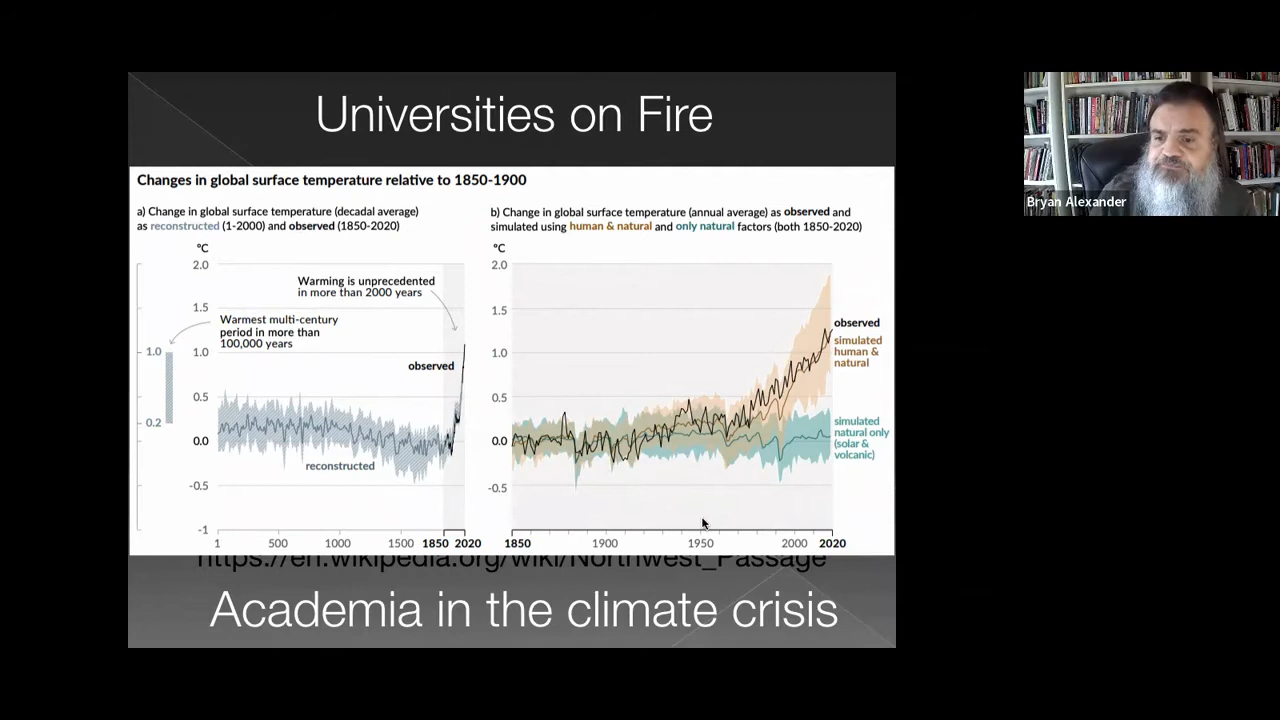 Universities on Fire
Changes in global surface temperature relative to 1850-1900
a) Change in global surface temperature (decadal average)
as reconstructed (1-2000) and observed (1850-2020)
°C
2.0
1.5
1.0
0.5
0.0
-0.5
-1
1.0
0.2
Warming is unprecedented
in more than 2000 years
Warmest multi-century
period in more than
100,000 years
observed
reconstructed
1
500
1000
1500
1850
2020
b) Change in global surface temperature (annual average) as observed and
simulated using human & natural and only natural factors (both 1850-2020)
°C
2.0
1.5
1.0
0.5
0.0
-0.5
observed
simulated
human &
natural
simulated
natural only
(solar &
volcanic)
1850
1900
1950
2000
2020
https://en.wikipedia.org/wiki/Northwest_Passage
Academia in the climate crisis
Bryan Alexander